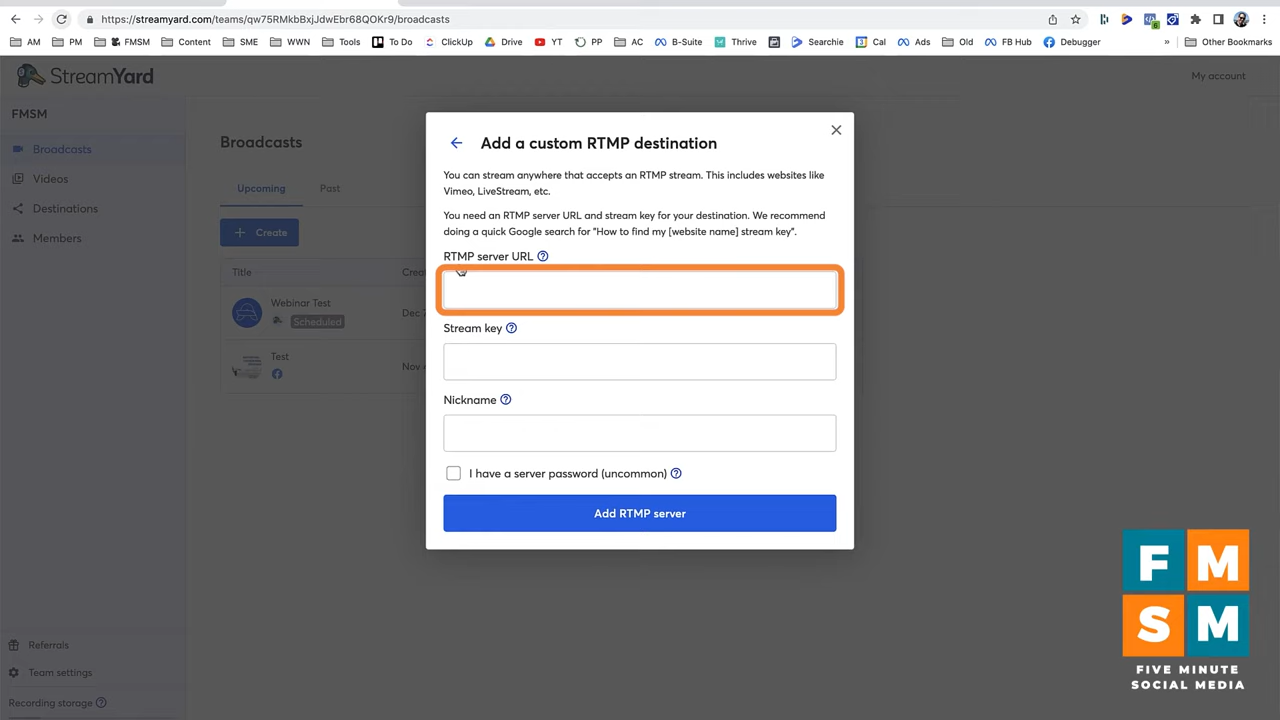 https://streamyard.com/teams/qw75RMkbBxjJdwEbr68QOKr9/broadcasts
AM PM FMSM Content SME WWN Tools To Do ClickUp Drive YT PP AC B-Suite Thrive Searchie Cal Ads Old FB Hub Debugger » Other Bookmarks
StreamYard
My account
FMSM
Broadcasts
Videos
Destinations
Members
Broadcasts
Upcoming Past
+ Create
Title Crea
Webinar Test
Scheduled
Dec 7
Test
Nov
Add a custom RTMP destination
You can stream anywhere that accepts an RTMP stream. This includes websites like
Vimeo, LiveStream, etc.
You need an RTMP server URL and stream key for your destination. We recommend
doing a quick Google search for "How to find my [website name] stream key".
RTMP server URL ?
Stream key ?
Nickname ?
I have a server password (uncommon) ?
Add RTMP server
Referrals
Team settings
Recording storage ?
F M
S M
FIVE MINUTE
SOCIAL MEDIA